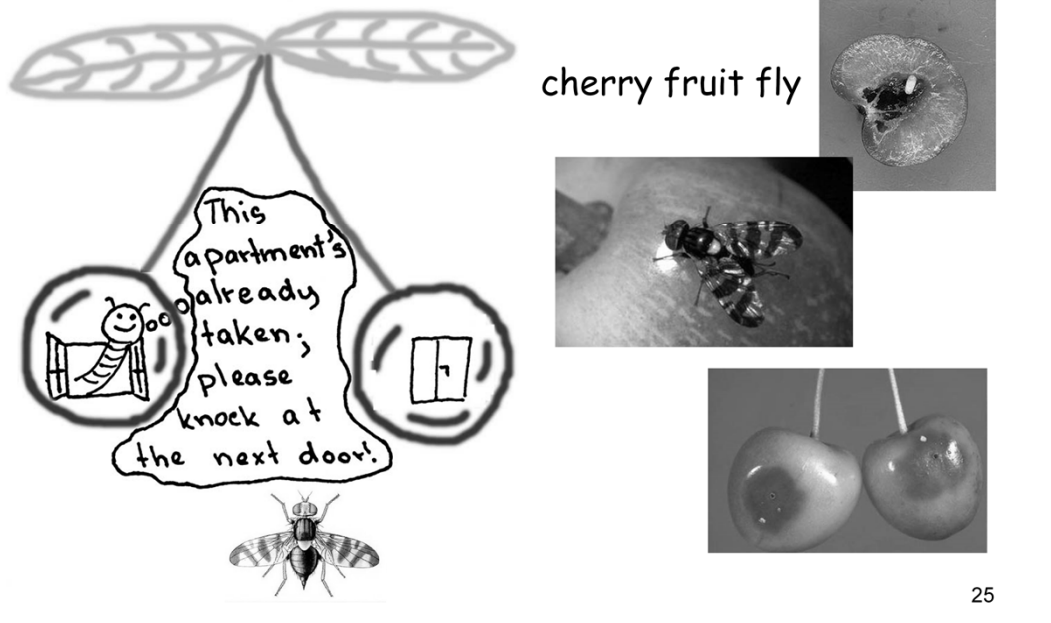 This
apartment's
already
taken;
please
knock at
the next door!
cherry fruit fly
25